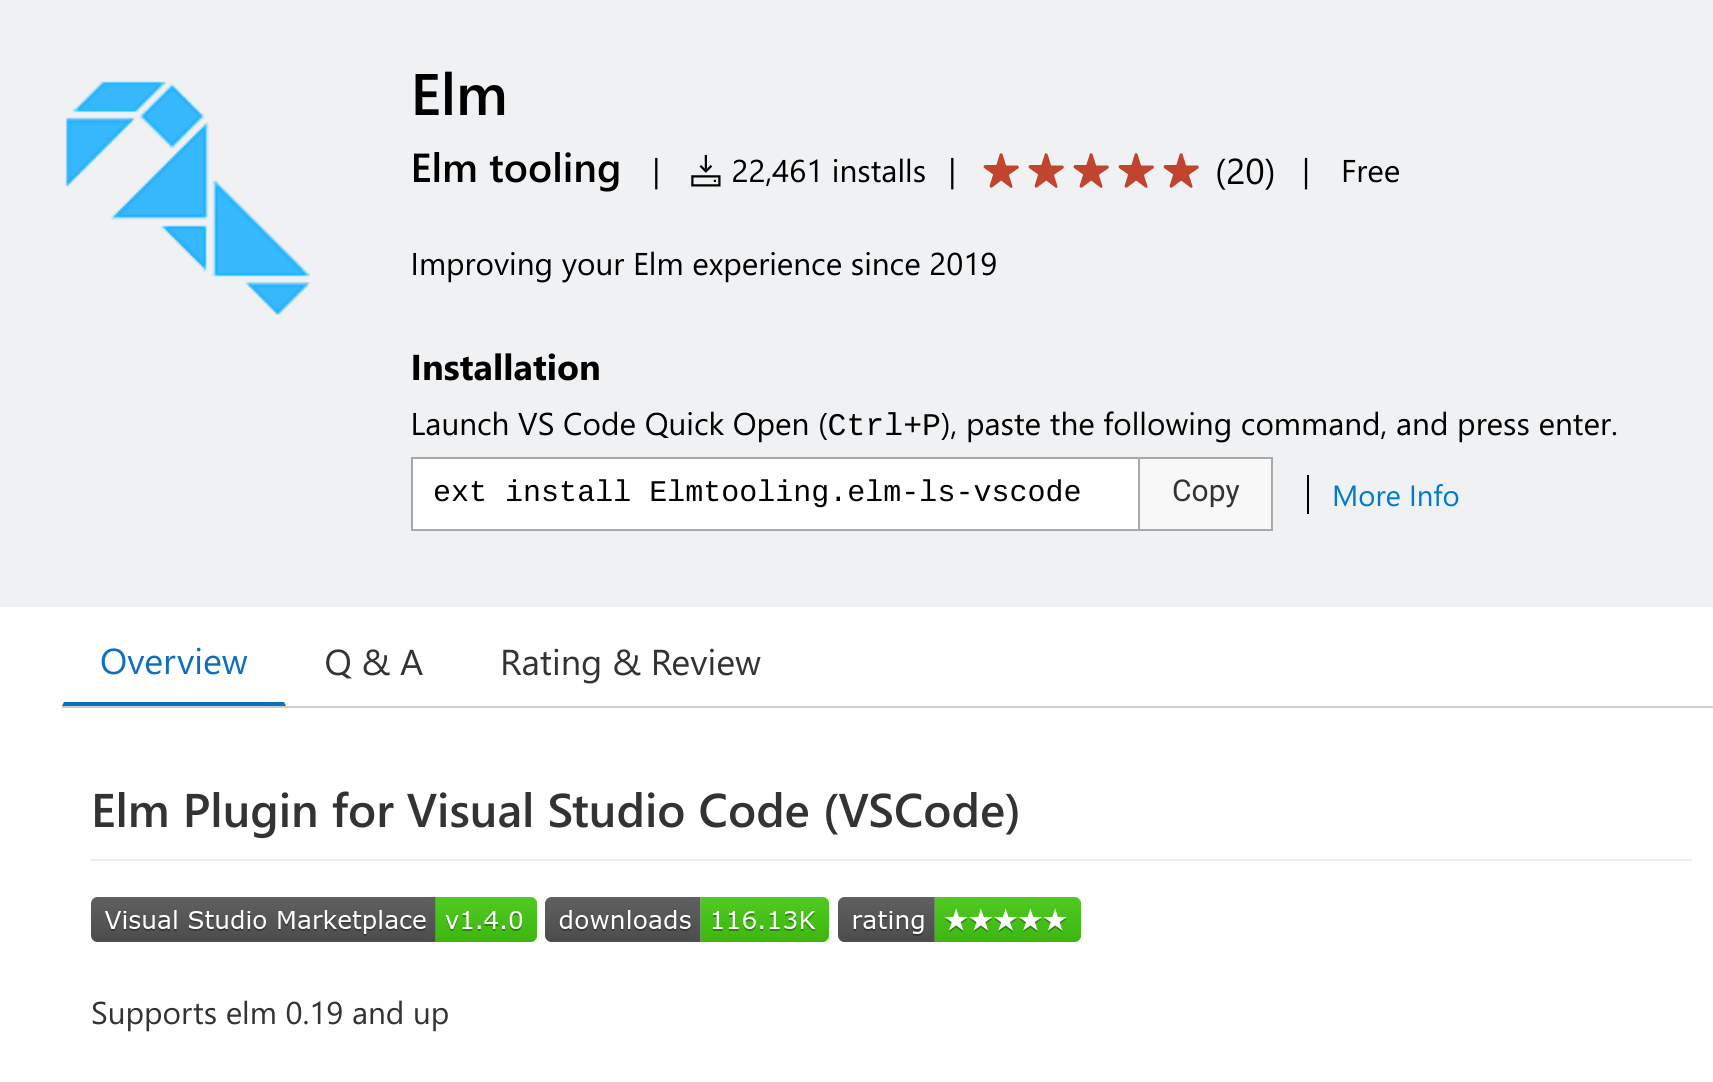 Elm
Elm tooling | 22,461 installs | ★★★★★ (20) | Free
Improving your Elm experience since 2019
Installation
Launch VS Code Quick Open (Ctrl+P), paste the following command, and press enter.
ext install Elmtooling.elm-ls-vscode Copy | More Info
Overview Q & A Rating & Review
Elm Plugin for Visual Studio Code (VSCode)
Visual Studio Marketplace v1.4.0 downloads 116.13K rating ★★★★★
Supports elm 0.19 and up